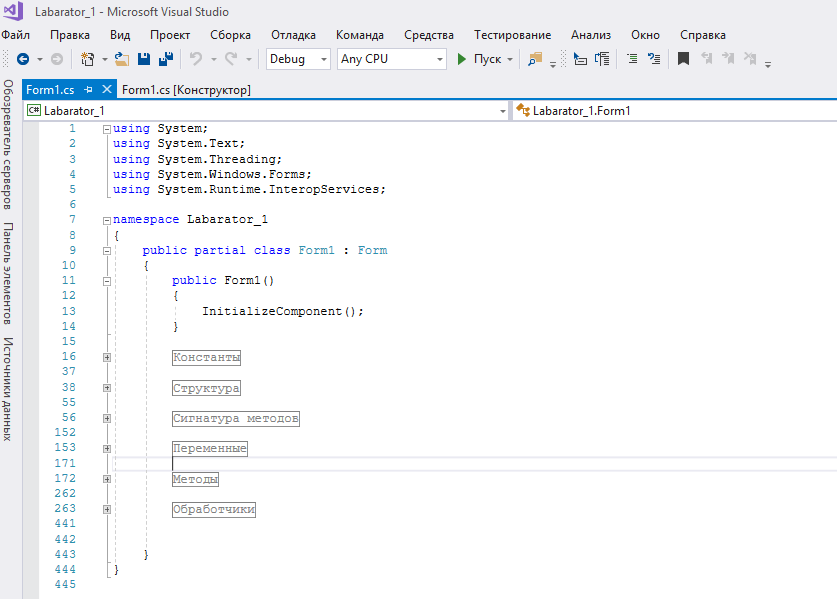 Labarator_1 - Microsoft Visual Studio
Файл Правка Вид Проект Сборка Отладка Команда Средства Тестирование Анализ Окно Справка
Debug Any CPU Пуск
Form1.cs Form1.cs [Конструктор]
C# Labarator_1 Labarator_1.Form1
Обозреватель серверов
Панель элементов
Источники данных
1 using System;
2 using System.Text;
3 using System.Threading;
4 using System.Windows.Forms;
5 using System.Runtime.InteropServices;
6
7 namespace Labarator_1
8 {
9 public partial class Form1 : Form
10 {
11 public Form1()
12 {
13 InitializeComponent();
14 }
15
16 Константы
37
38 Структура
55
56 Сигнатура методов
152
153 Переменные
171
172 Методы
262
263 Обработчики
441
442
443 }
444 }
445